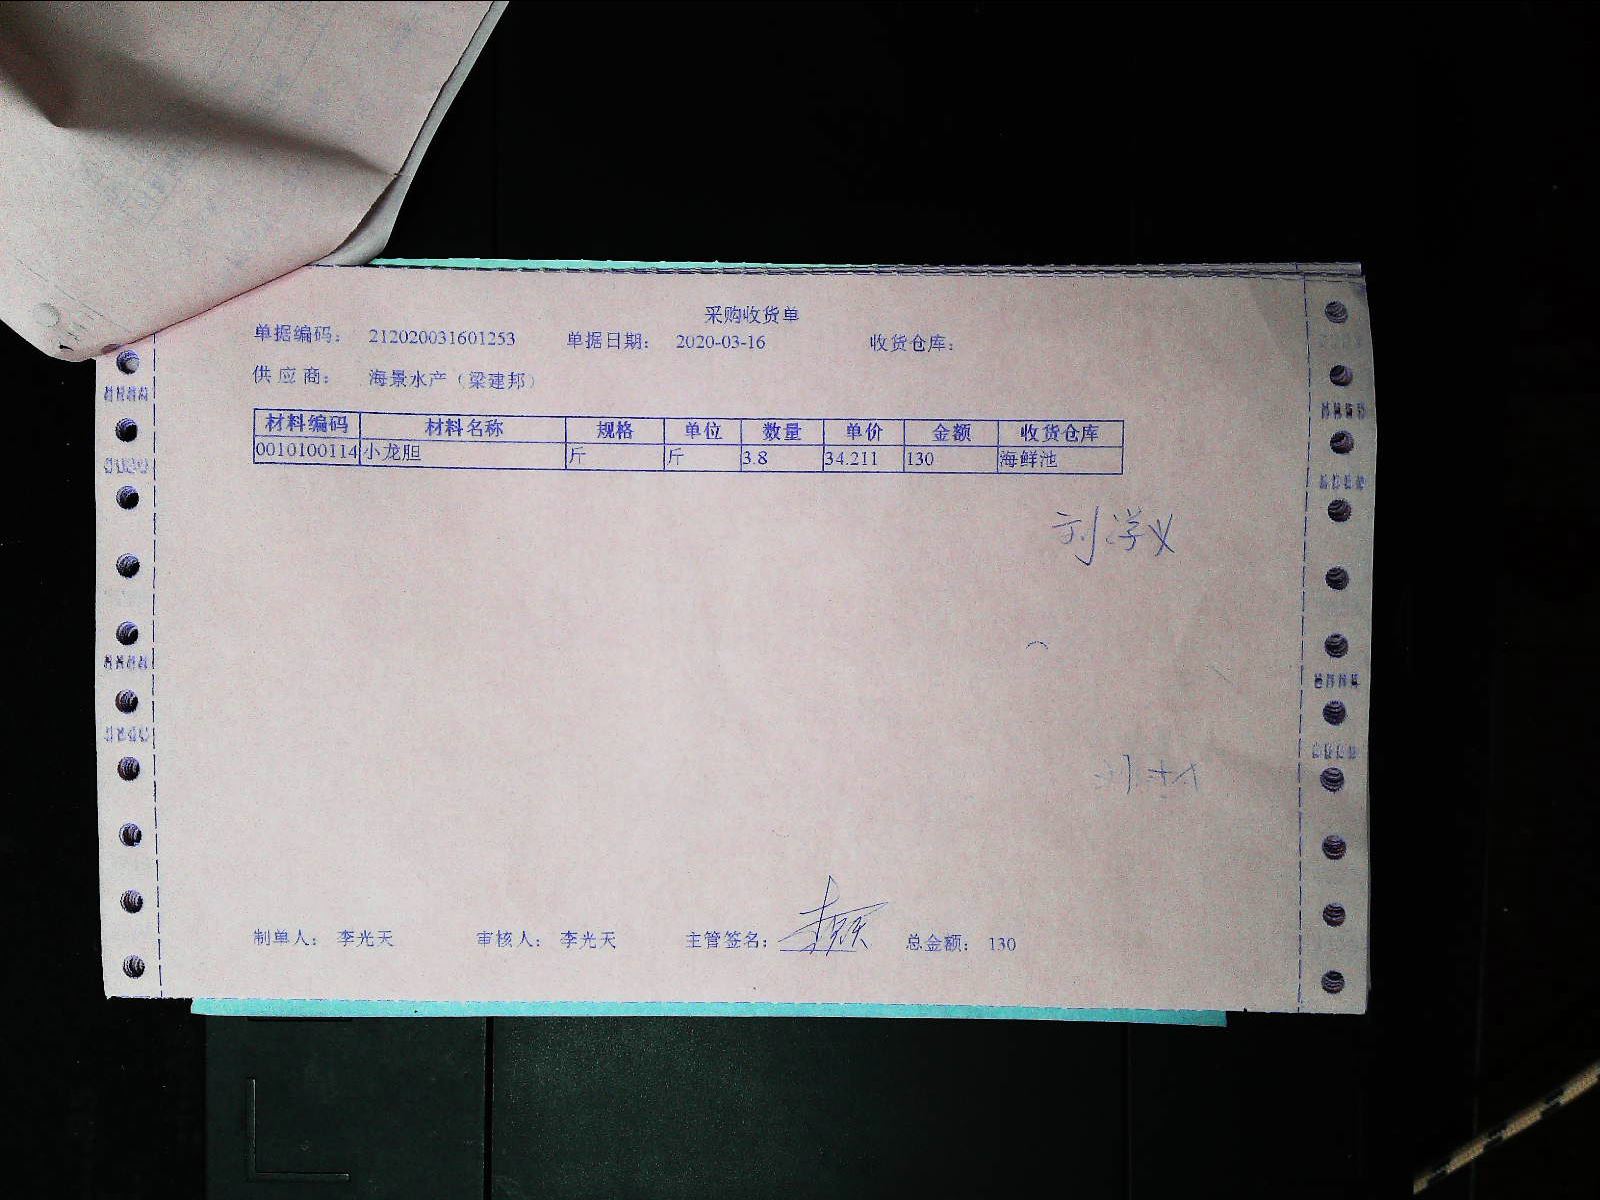 采购收货单
单据编码： 212020031601253 单据日期： 2020-03-16 收货仓库：
供应商： 海景水产（梁建邦）
材料编码 材料名称 规格 单位 数量 单价 金额 收货仓库
0010100114 小龙胆 斤 斤 3.8 34.211 130 海鲜池
刘学义
制单人： 李光天 审核人： 李光天 主管签名： 总金额： 130